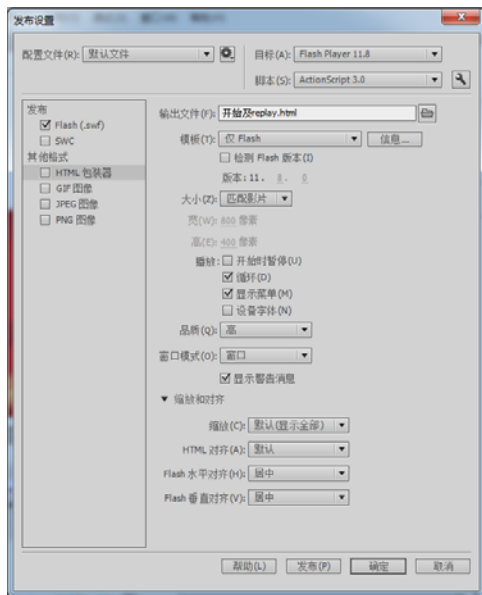 发布设置
配置文件(R): 默认文件
目标(A): Flash Player 11.8
脚本(S): ActionScript 3.0
发布
Flash (.swf)
SWC
其他格式
HTML 包装器
GIF 图像
JPEG 图像
PNG 图像
输出文件(F): 开始及replay.html
模板(T): 仅 Flash 信息...
检测 Flash 版本(I)
版本: 11. 8. 0
大小(Z): 匹配影片
宽(W): 800 像素
高(E): 400 像素
播放: 开始时暂停(U)
循环(D)
显示菜单(M)
设备字体(N)
品质(Q): 高
窗口模式(O): 窗口
显示警告消息
缩放和对齐
缩放(C): 默认(显示全部)
HTML 对齐(A): 默认
Flash 水平对齐(H): 居中
Flash 垂直对齐(V): 居中
帮助(L) 发布(P) 确定 取消